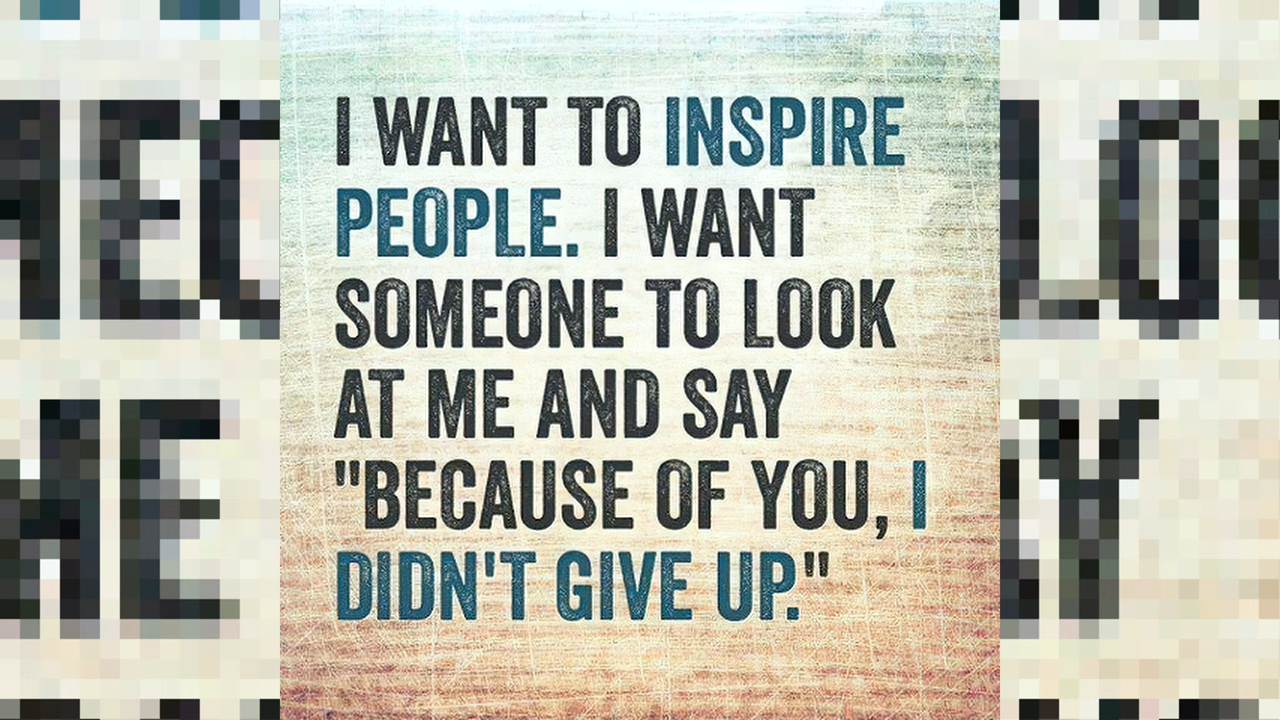 I WANT TO INSPIRE
PEOPLE. I WANT
SOMEONE TO LOOK
AT ME AND SAY
"BECAUSE OF YOU, I
DIDN'T GIVE UP."